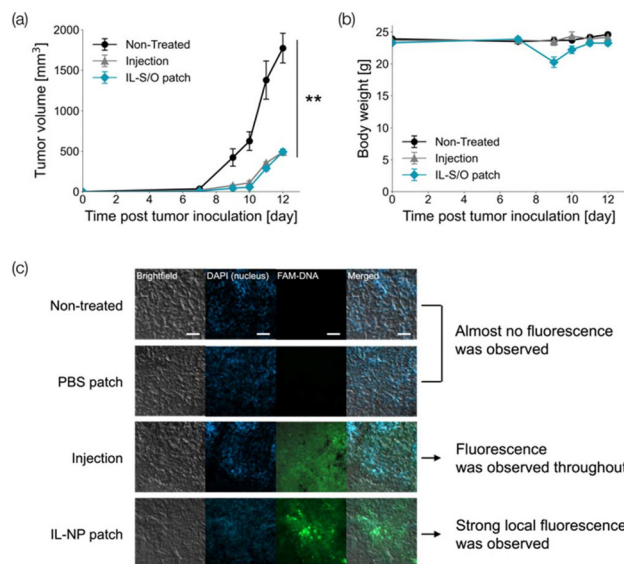 (a)
2000
1500
1000
500
0
Tumor volume [mm³]
Non-Treated
Injection
IL-S/O patch
**
0 2 4 6 8 10 12
Time post tumor inoculation [day]
(b)
30
25
20
15
10
5
0
Body weight [g]
Non-Treated
Injection
IL-S/O patch
0 2 4 6 8 10 12
Time post tumor inoculation [day]
(c)
Brightfield DAPI (nucleus) FAM-DNA Merged
Non-treated
PBS patch
Almost no fluorescence
was observed
Injection
Fluorescence
was observed throughout
IL-NP patch
Strong local fluorescence
was observed